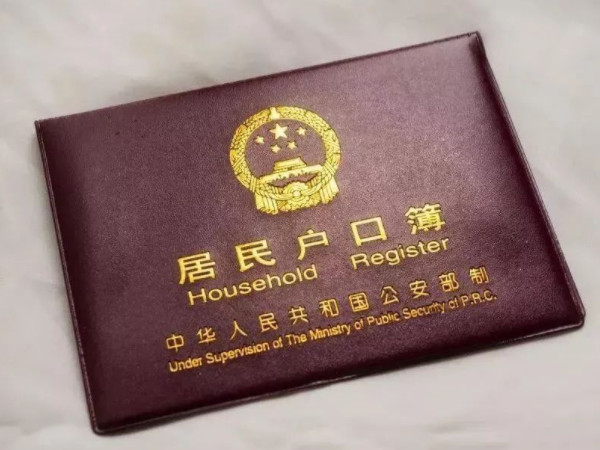 居民户口簿
Household Register
中华人民共和国公安部制
Under Supervision of The Ministry of Public Security of P.R.C.